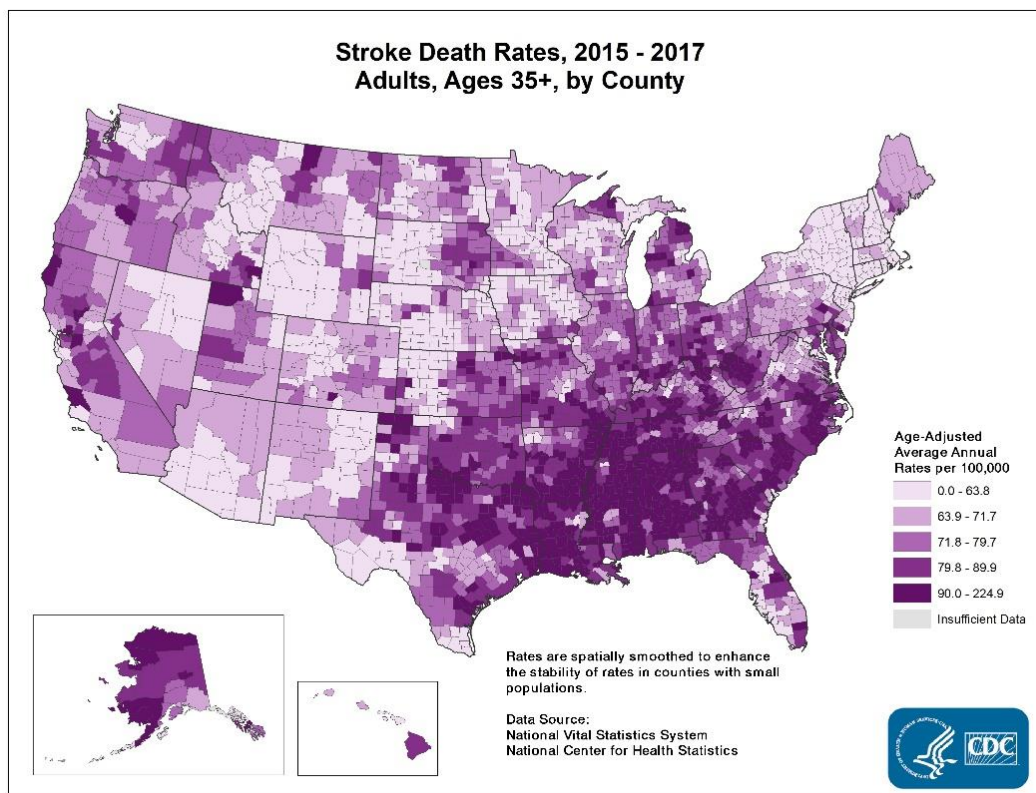 Stroke Death Rates, 2015 - 2017
Adults, Ages 35+, by County
Age-Adjusted
Average Annual
Rates per 100,000
0.0 - 63.8
63.9 - 71.7
71.8 - 79.7
79.8 - 89.9
90.0 - 224.9
Insufficient Data
Rates are spatially smoothed to enhance
the stability of rates in counties with small
populations.
Data Source:
National Vital Statistics System
National Center for Health Statistics
CDC